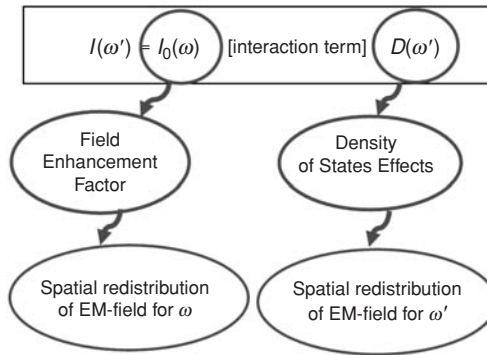 I(ω′) = I₀(ω) [interaction term] D(ω′)
Field
Enhancement
Factor
Density
of States Effects
Spatial redistribution
of EM-field for ω
Spatial redistribution
of EM-field for ω′